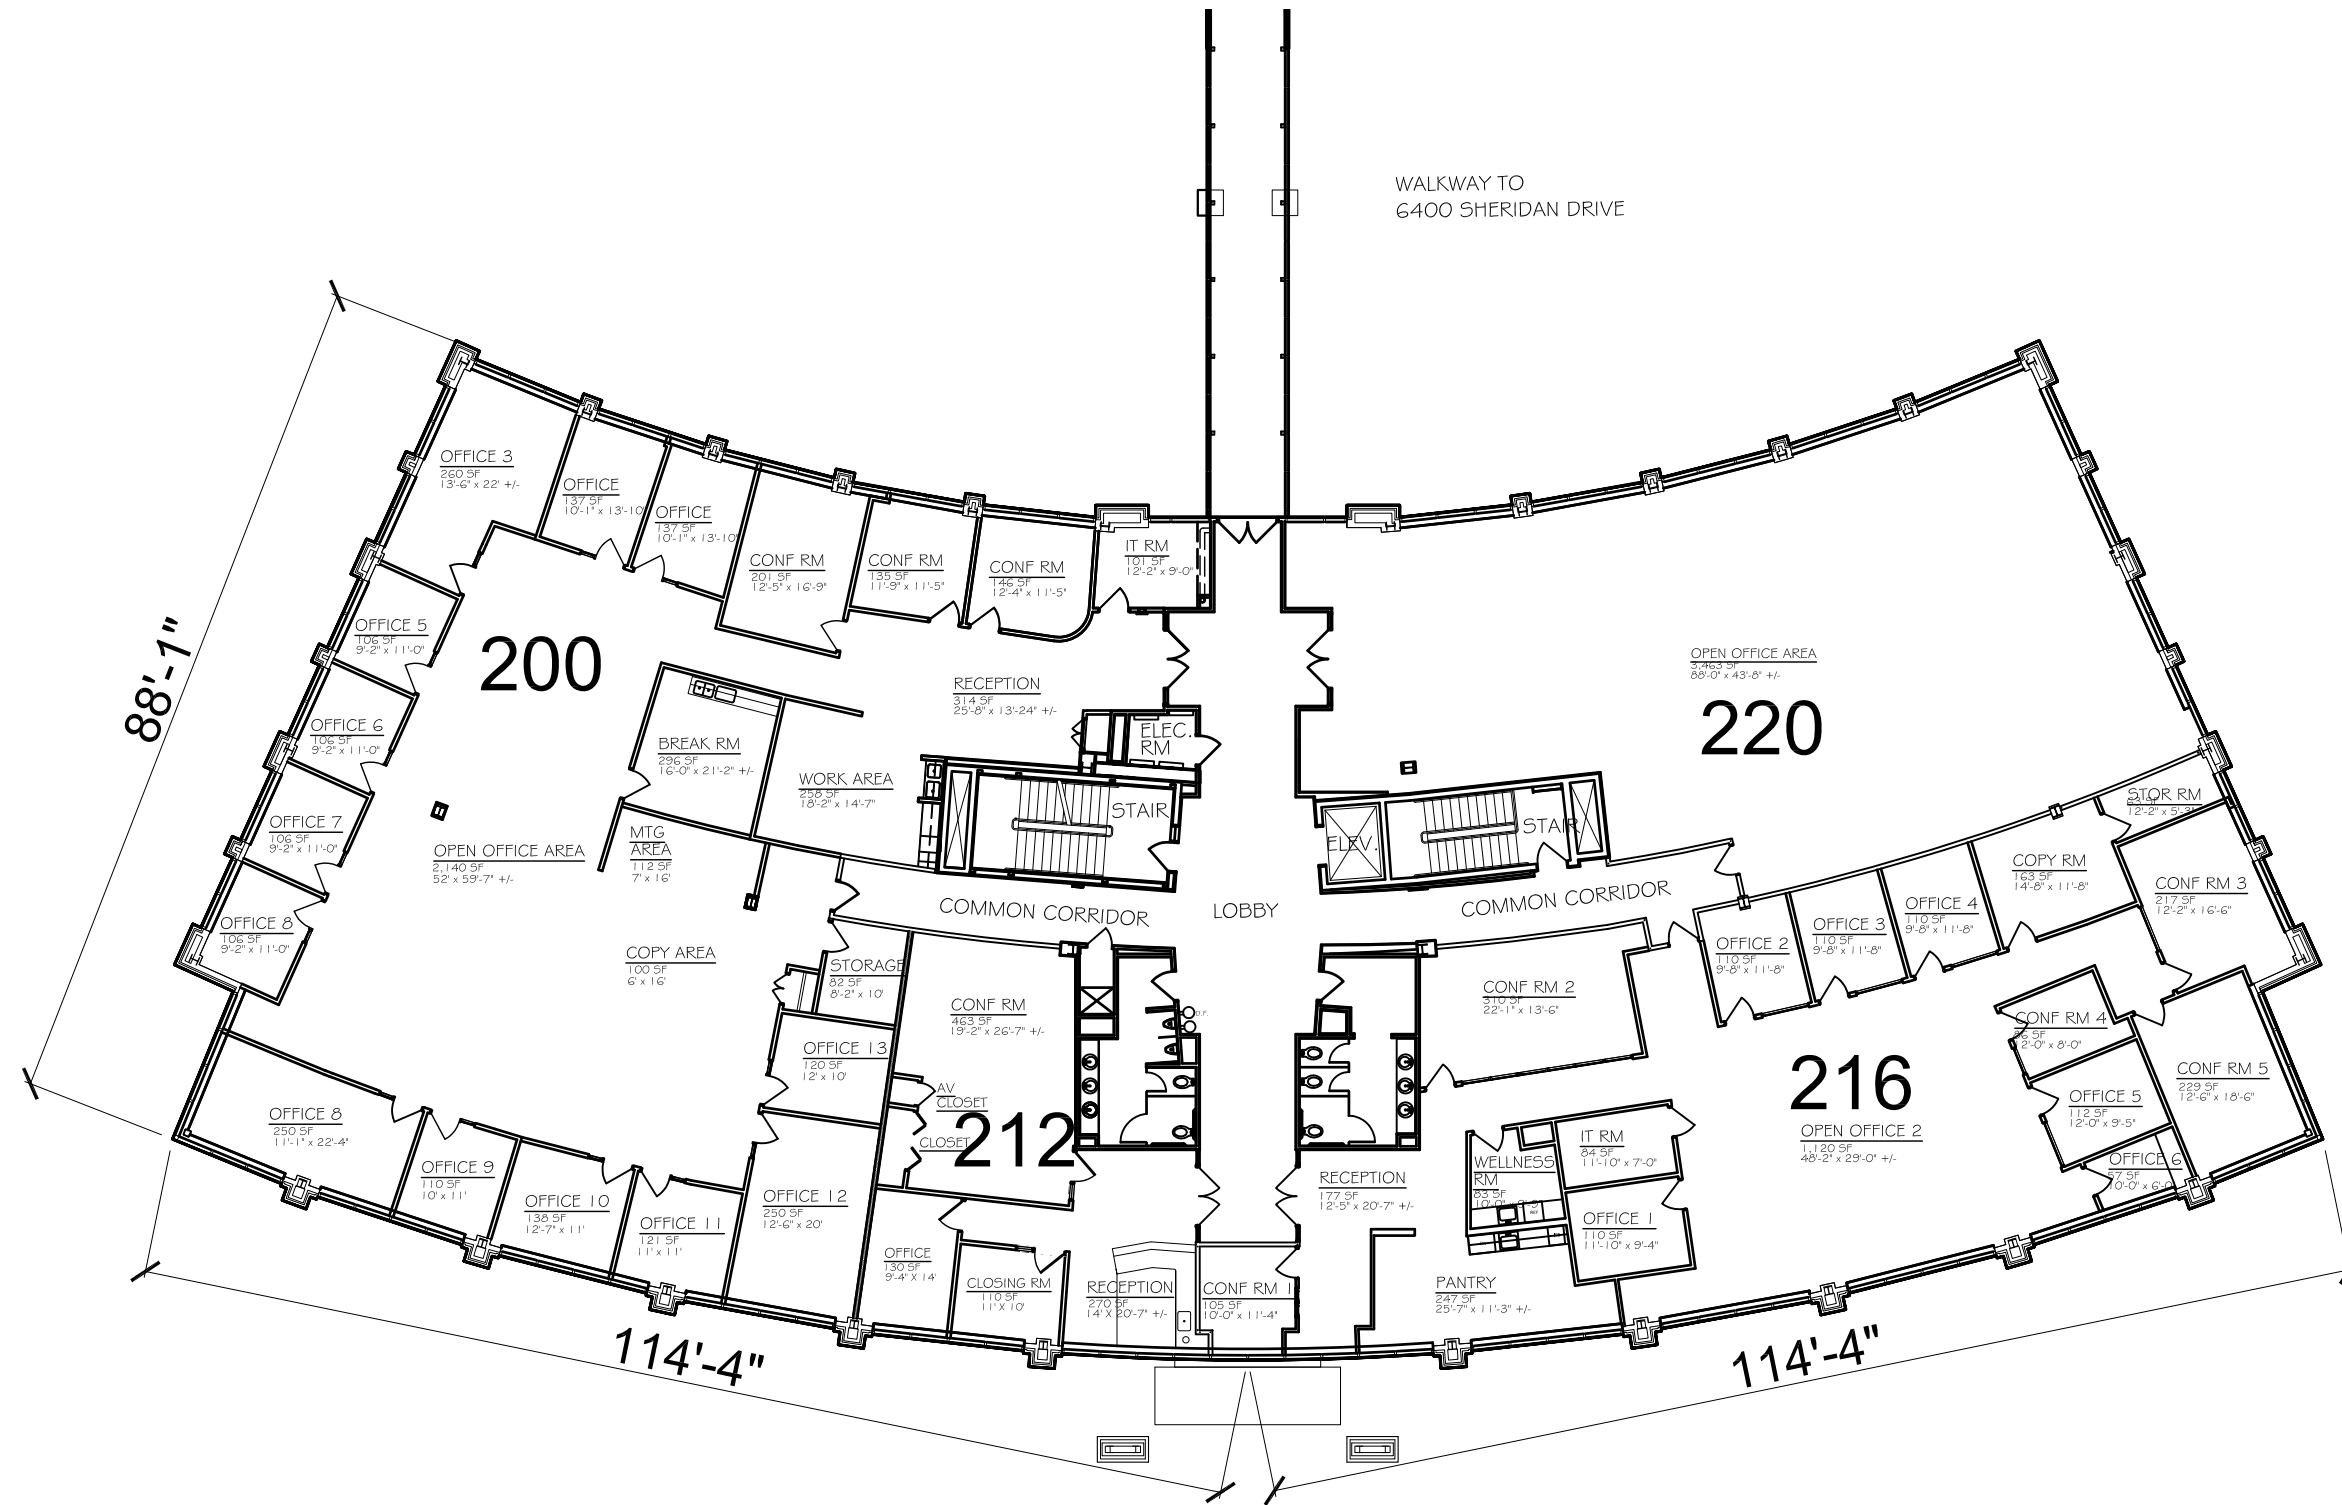 WALKWAY TO
6400 SHERIDAN DRIVE
88'-1"
114'-4"
114'-4"
200
OFFICE 3
260 SF
13'-6" x 22' +/-
OFFICE
137 SF
10'-1" x 13'-10"
OFFICE
137 SF
10'-1" x 13'-10"
CONF RM
201 SF
12'-5" x 16'-9"
CONF RM
135 SF
11'-9" x 11'-5"
CONF RM
146 SF
12'-4" x 11'-5"
IT RM
101 SF
12'-2" x 9'-0"
OFFICE 5
106 SF
9'-2" x 11'-0"
OFFICE 6
106 SF
9'-2" x 11'-0"
OFFICE 7
106 SF
9'-2" x 11'-0"
OFFICE 8
106 SF
9'-2" x 11'-0"
RECEPTION
314 SF
25'-8" x 13'-24" +/-
BREAK RM
296 SF
16'-0" x 21'-2" +/-
WORK AREA
258 SF
18'-2" x 14'-7"
ELEC.
RM
STAIR
MTG
AREA
112 SF
7' x 16'
OPEN OFFICE AREA
2,140 SF
52' x 59'-7" +/-
COPY AREA
100 SF
6' x 16'
STORAGE
82 SF
8'-2" x 10'
OFFICE 13
120 SF
12' x 10'
OFFICE 8
250 SF
11'-1" x 22'-4"
OFFICE 9
110 SF
10' x 11'
OFFICE 10
138 SF
12'-7" x 11'
OFFICE 11
121 SF
11' x 11'
OFFICE 12
250 SF
12'-6" x 20'
COMMON CORRIDOR
LOBBY
COMMON CORRIDOR
212
CONF RM
463 SF
19'-2" x 26'-7" +/-
AV
CLOSET
CLOSET
OFFICE
130 SF
9'-4" X 14'
CLOSING RM
110 SF
11' X 10'
RECEPTION
270 SF
14' X 20'-7" +/-
D.F.
220
OPEN OFFICE AREA
3,463 SF
88'-0" x 43'-8" +/-
ELEV.
STAIR
216
STOR RM
12'-2" x 5'-3"
COPY RM
163 SF
14'-8" x 11'-8"
CONF RM 3
217 SF
12'-2" x 16'-6"
OFFICE 4
110 SF
9'-8" x 11'-8"
OFFICE 3
110 SF
9'-8" x 11'-8"
OFFICE 2
110 SF
9'-8" x 11'-8"
CONF RM 2
310 SF
22'-1" x 13'-6"
CONF RM 4
12'-0" x 8'-0"
CONF RM 5
229 SF
12'-6" x 18'-6"
OFFICE 5
112 SF
12'-0" x 9'-5"
OFFICE 6
OPEN OFFICE 2
1,120 SF
48'-2" x 29'-0" +/-
IT RM
84 SF
11'-10" x 7'-0"
WELLNESS
RM
83 SF
10'-0" x 9'-9"
REF
OFFICE 1
110 SF
11'-10" x 9'-4"
RECEPTION
177 SF
12'-5" x 20'-7" +/-
CONF RM 1
105 SF
10'-0" x 11'-4"
PANTRY
247 SF
25'-7" x 11'-3" +/-